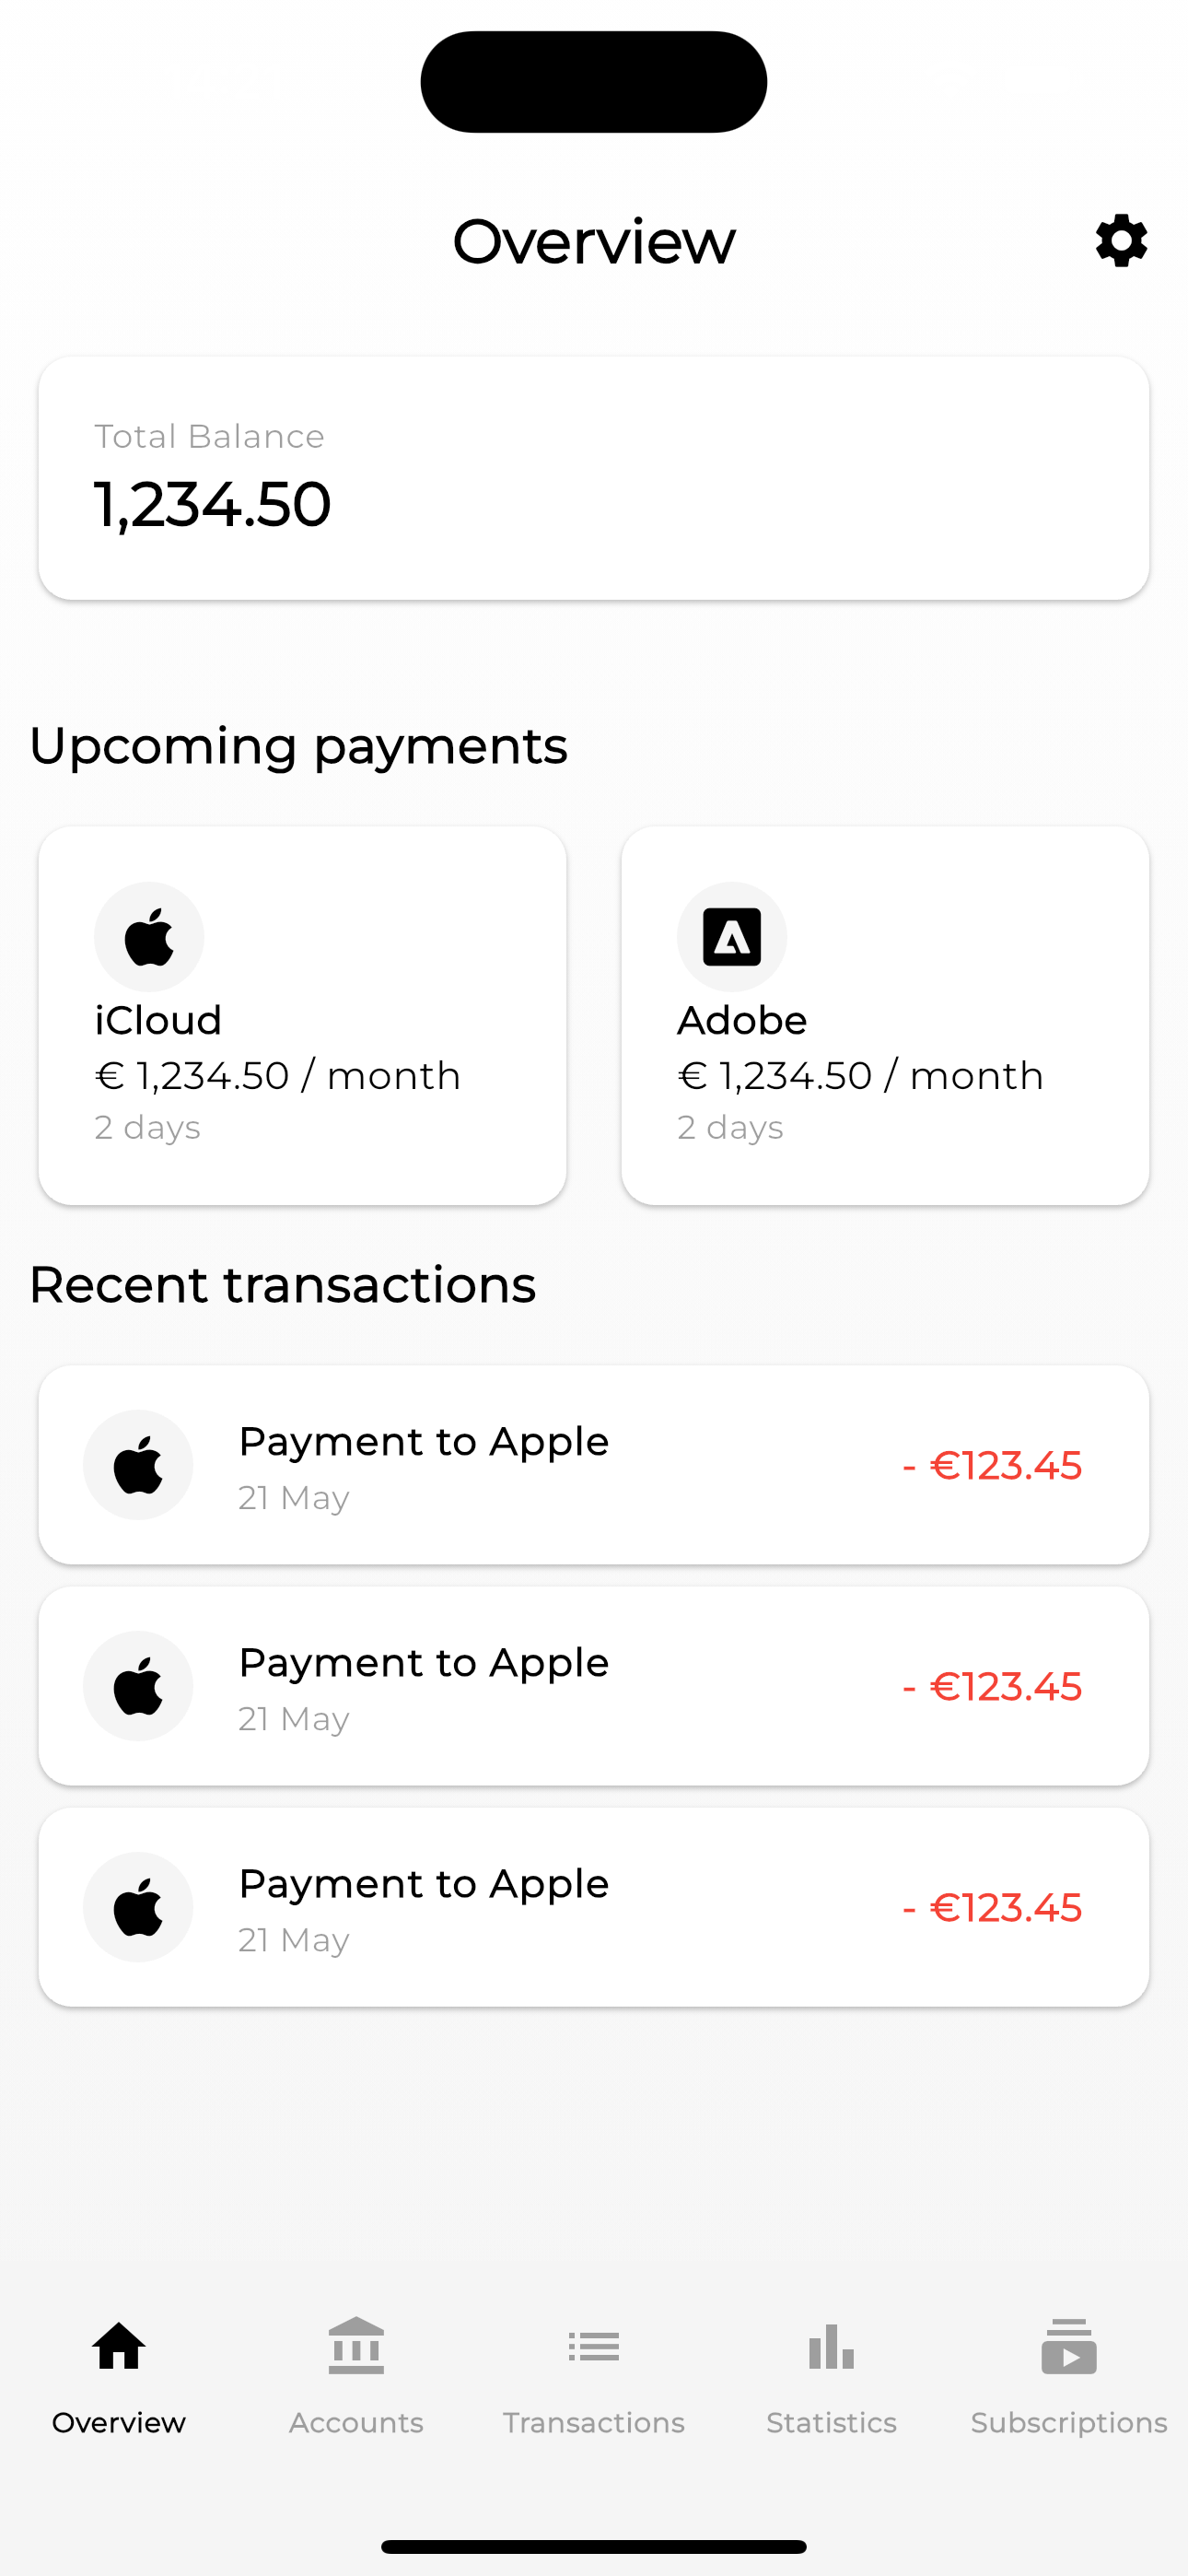 Overview
Total Balance
1,234.50
Upcoming payments
iCloud
€ 1,234.50 / month
2 days
Adobe
€ 1,234.50 / month
2 days
Recent transactions
Payment to Apple
21 May
- €123.45
Payment to Apple
21 May
- €123.45
Payment to Apple
21 May
- €123.45
Overview
Accounts
Transactions
Statistics
Subscriptions